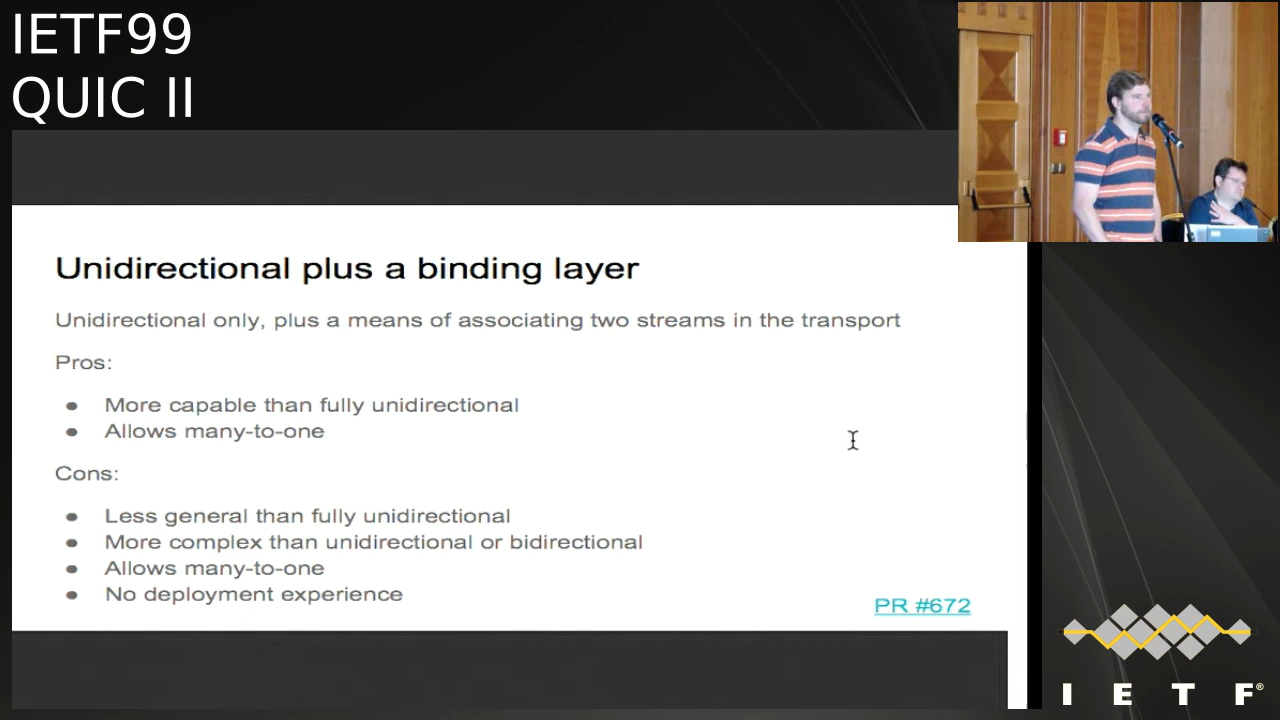 IETF99
QUIC II
Unidirectional plus a binding layer
Unidirectional only, plus a means of associating two streams in the transport
Pros:
● More capable than fully unidirectional
● Allows many-to-one
Cons:
● Less general than fully unidirectional
● More complex than unidirectional or bidirectional
● Allows many-to-one
● No deployment experience
PR #672
I E T F®